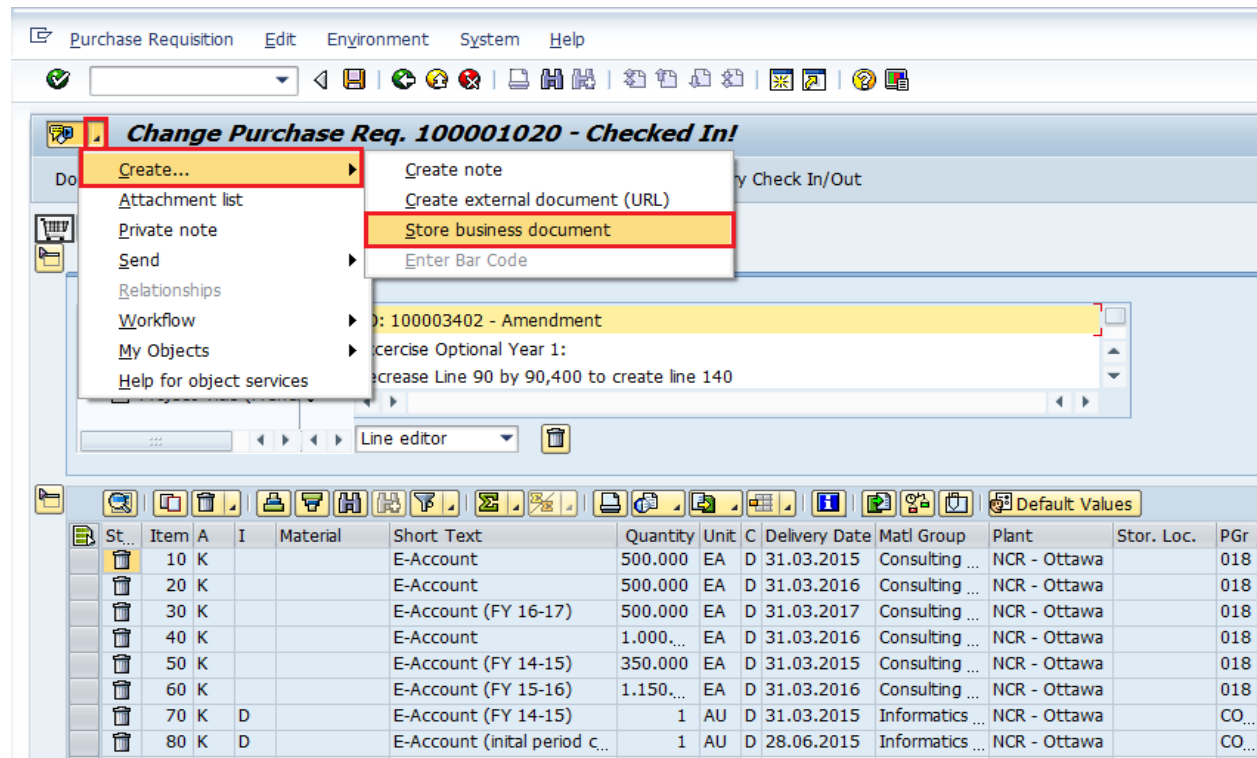 Purchase Requisition Edit Environment System Help
Change Purchase Req. 100001020 - Checked In!
Create...
Attachment list
Private note
Send
Relationships
Workflow
My Objects
Help for object services
Create note
Create external document (URL)
Store business document
Enter Bar Code
Do
Check In/Out
: 100003402 - Amendment
Optional Year 1:
Line 90 by 90,400 to create line 140
Line editor
Default Values
St... Item A I Material Short Text Quantity Unit C Delivery Date Matl Group Plant Stor. Loc. PGr
10 K E-Account 500.000 EA D 31.03.2015 Consulting ... NCR - Ottawa 018
20 K E-Account 500.000 EA D 31.03.2016 Consulting ... NCR - Ottawa 018
30 K E-Account (FY 16-17) 500.000 EA D 31.03.2017 Consulting ... NCR - Ottawa 018
40 K E-Account 1.000.... EA D 31.03.2016 Consulting ... NCR - Ottawa 018
50 K E-Account (FY 14-15) 350.000 EA D 31.03.2015 Consulting ... NCR - Ottawa 018
60 K E-Account (FY 15-16) 1.150.... EA D 31.03.2016 Consulting ... NCR - Ottawa 018
70 K D E-Account (FY 14-15) 1 AU D 31.03.2015 Informatics ... NCR - Ottawa CO...
80 K D E-Account (inital period c... 1 AU D 28.06.2015 Informatics ... NCR - Ottawa CO...